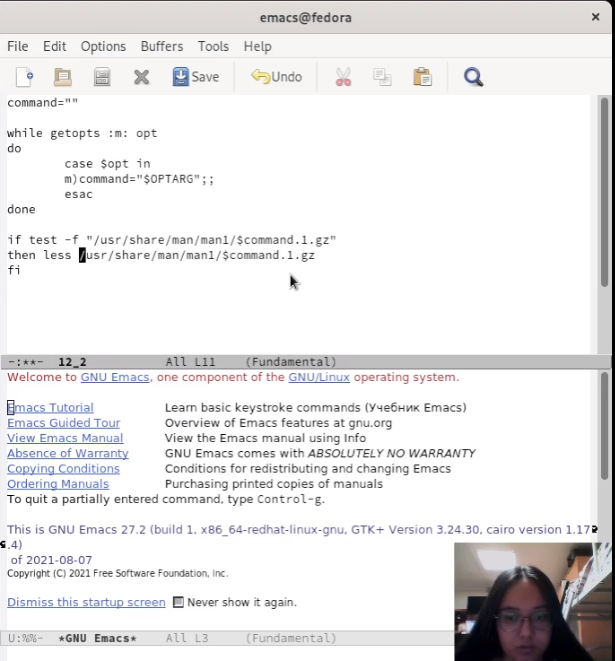 emacs@fedora
File Edit Options Buffers Tools Help
Save Undo
command=""
while getopts :m: opt
do
case $opt in
m)command="$OPTARG";;
esac
done
if test -f "/usr/share/man/man1/$command.1.gz"
then less /usr/share/man/man1/$command.1.gz
fi
-:**- 12_2 All L11 (Fundamental)
Welcome to GNU Emacs, one component of the GNU/Linux operating system.
Emacs Tutorial Learn basic keystroke commands (Учебник Emacs)
Emacs Guided Tour Overview of Emacs features at gnu.org
View Emacs Manual View the Emacs manual using Info
Absence of Warranty GNU Emacs comes with ABSOLUTELY NO WARRANTY
Copying Conditions Conditions for redistributing and changing Emacs
Ordering Manuals Purchasing printed copies of manuals
To quit a partially entered command, type Control-g.
This is GNU Emacs 27.2 (build 1, x86_64-redhat-linux-gnu, GTK+ Version 3.24.30, cairo version 1.17
.4)
of 2021-08-07
Copyright (C) 2021 Free Software Foundation, Inc.
Dismiss this startup screen Never show it again.
U:%%- *GNU Emacs* All L3 (Fundamental)